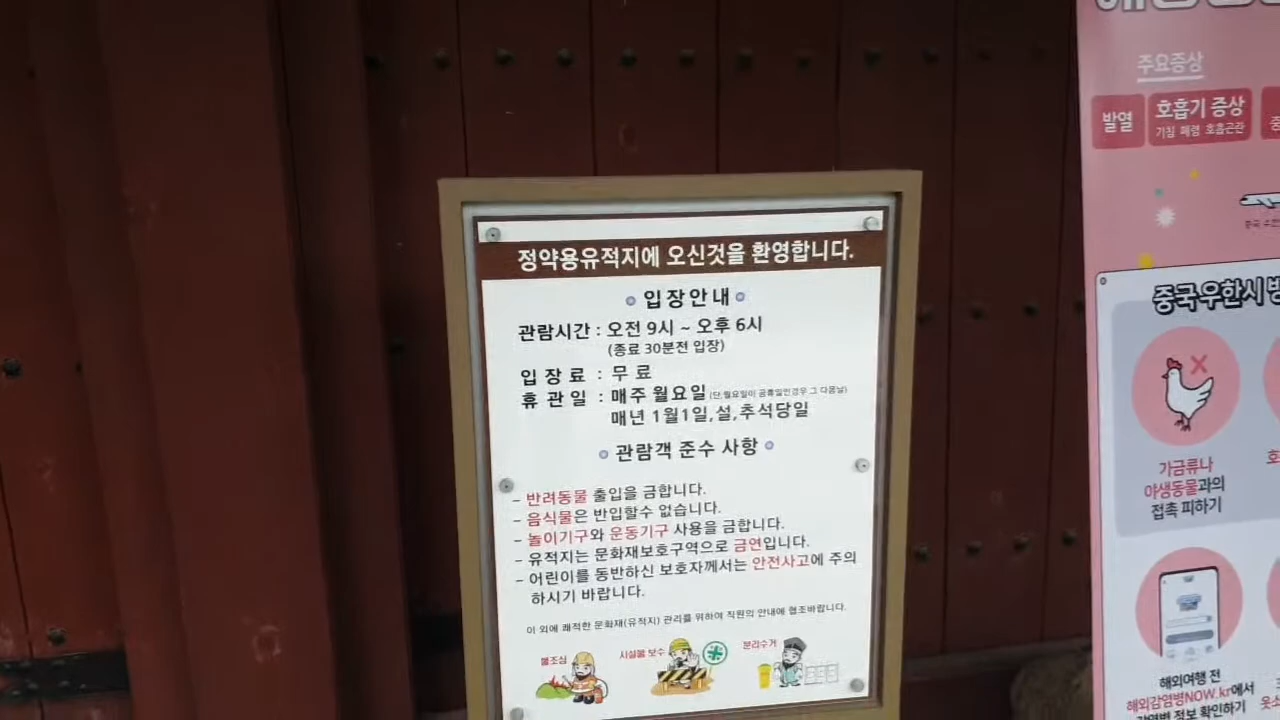 정약용유적지에 오신것을 환영합니다.
입장안내
관람시간 : 오전 9시 ~ 오후 6시
(종료 30분전 입장)
입장료 : 무료
휴관일 : 매주 월요일 (단,월요일이 공휴일인경우 그 다음날)
매년 1월1일,설,추석당일
관람객 준수 사항
- 반려동물 출입을 금합니다.
- 음식물은 반입할수 없습니다.
- 놀이기구와 운동기구 사용을 금합니다.
- 유적지는 문화재보호구역으로 금연입니다.
- 어린이를 동반하신 보호자께서는 안전사고에 주의
하시기 바랍니다.
이 외에 쾌적한 문화재(유적지) 관리를 위하여 직원의 안내에 협조바랍니다.
불조심
시설물 보수
분리수거
주요증상
발열
호흡기 증상
기침 폐렴 호흡곤란
중국우한시
가금류나
야생동물과의
접촉 피하기
해외여행 전
해외감염병NOW.kr에서
감염병 정보 확인하기